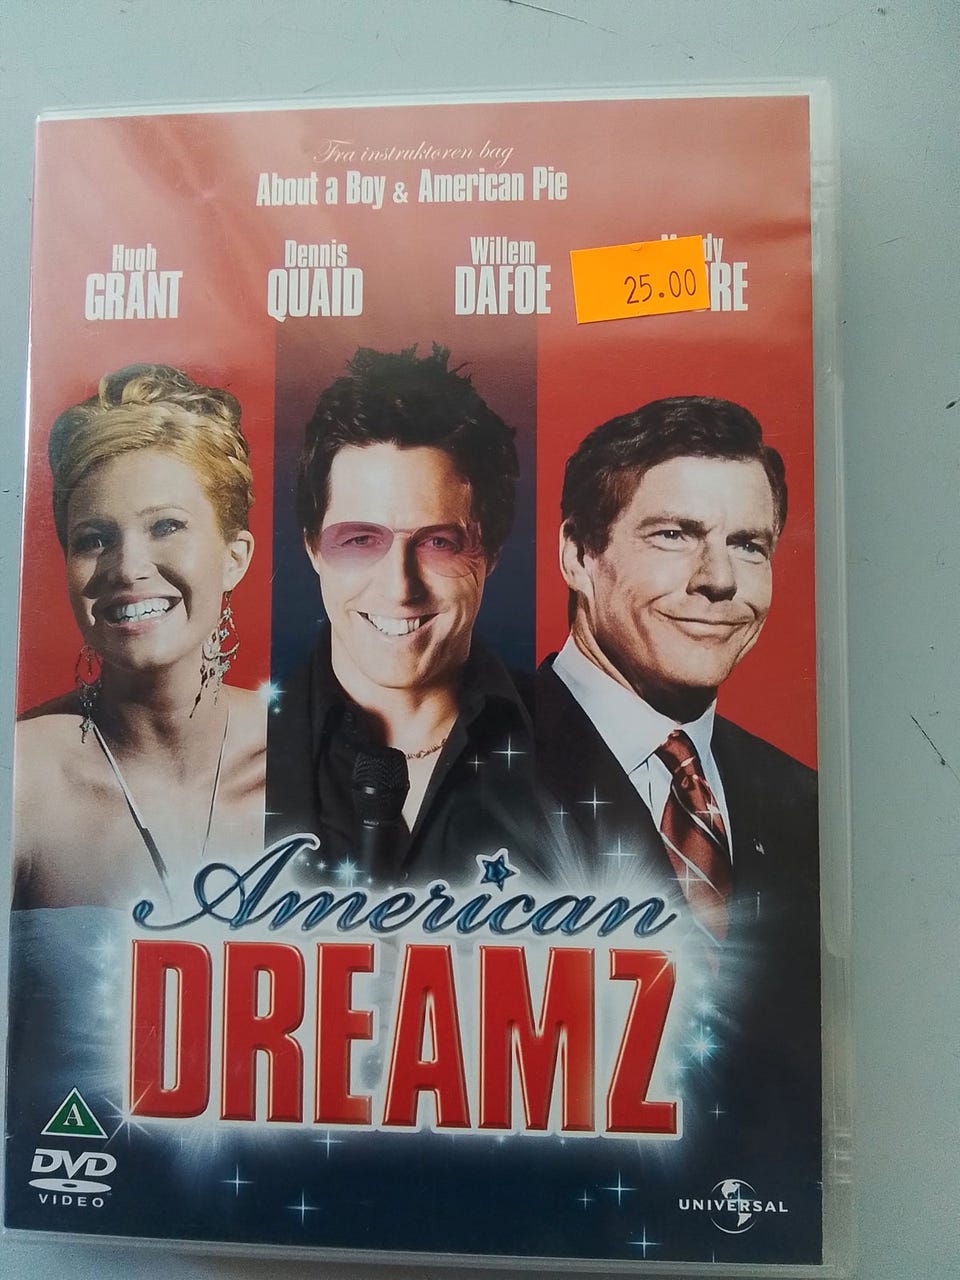 Fra instruktøren bag
About a Boy & American Pie
Hugh
GRANT
Dennis
QUAID
Willem
DAFOE
25.00
American
DREAMZ
A
DVD
VIDEO
UNIVERSAL